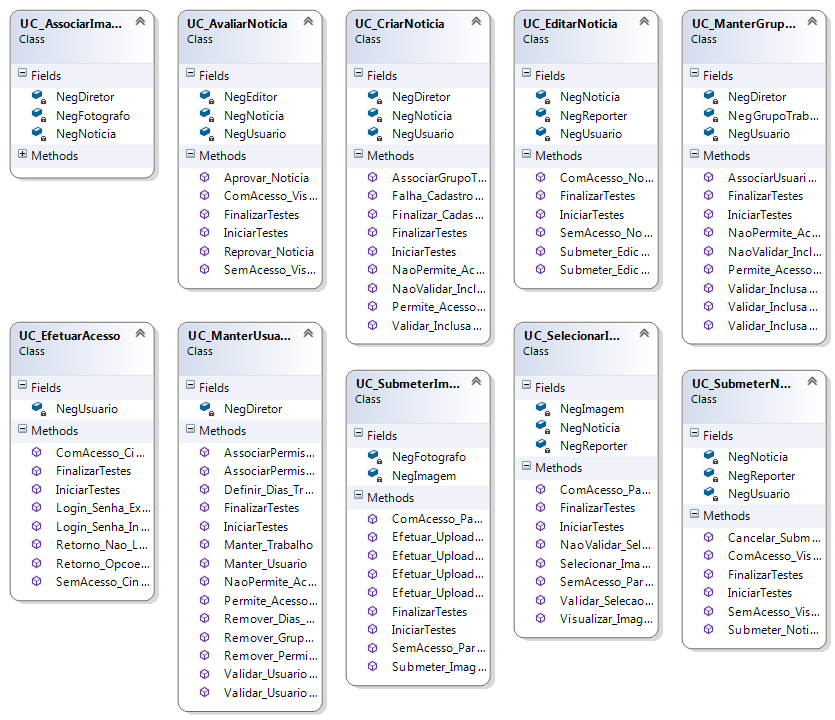 UC_AssociarIma...
Class
Fields
NegDiretor
NegFotografo
NegNoticia
Methods
UC_AvaliarNoticia
Class
Fields
NegEditor
NegNoticia
NegUsuario
Methods
Aprovar_Noticia
ComAcesso_Vis...
FinalizarTestes
IniciarTestes
Reprovar_Noticia
SemAcesso_Vis...
UC_CriarNoticia
Class
Fields
NegDiretor
NegNoticia
NegUsuario
Methods
AssociarGrupoT...
Falha_Cadastro...
Finalizar_Cadas...
FinalizarTestes
IniciarTestes
NaoPermite_Ac...
NaoValidar_Incl...
Permite_Acesso...
Validar_Inclusa...
UC_EditarNoticia
Class
Fields
NegNoticia
NegReporter
NegUsuario
Methods
ComAcesso_No...
FinalizarTestes
IniciarTestes
SemAcesso_No...
Submeter_Edic...
Submeter_Edic...
UC_ManterGrup...
Class
Fields
NegDiretor
NegGrupoTrab...
NegUsuario
Methods
AssociarUsuari...
FinalizarTestes
IniciarTestes
NaoPermite_Ac...
NaoValidar_Incl...
Permite_Acesso...
Validar_Inclusa...
Validar_Inclusa...
Validar_Inclusa...
UC_EfetuarAcesso
Class
Fields
NegUsuario
Methods
ComAcesso_Ci...
FinalizarTestes
IniciarTestes
Login_Senha_Ex...
Login_Senha_In...
Retorno_Nao_L...
Retorno_Opcoe...
SemAcesso_Cin...
UC_ManterUsua...
Class
Fields
NegDiretor
Methods
AssociarPermis...
AssociarPermis...
Definir_Dias_Tr...
FinalizarTestes
IniciarTestes
Manter_Trabalho
Manter_Usuario
NaoPermite_Ac...
Permite_Acesso...
Remover_Dias_...
Remover_Grup...
Remover_Permi...
Validar_Usuario...
Validar_Usuario...
UC_SubmeterIm...
Class
Fields
NegFotografo
NegImagem
Methods
ComAcesso_Pa...
Efetuar_Upload...
Efetuar_Upload...
Efetuar_Upload...
Efetuar_Upload...
FinalizarTestes
IniciarTestes
SemAcesso_Par...
Submeter_Imag...
UC_SelecionarI...
Class
Fields
NegImagem
NegNoticia
NegReporter
Methods
ComAcesso_Pa...
FinalizarTestes
IniciarTestes
NaoValidar_Sel...
Selecionar_Ima...
SemAcesso_Par...
Validar_Selecao...
Visualizar_Imag...
UC_SubmeterN...
Class
Fields
NegNoticia
NegReporter
NegUsuario
Methods
Cancelar_Subm...
ComAcesso_Vis...
FinalizarTestes
IniciarTestes
SemAcesso_Vis...
Submeter_Noti...